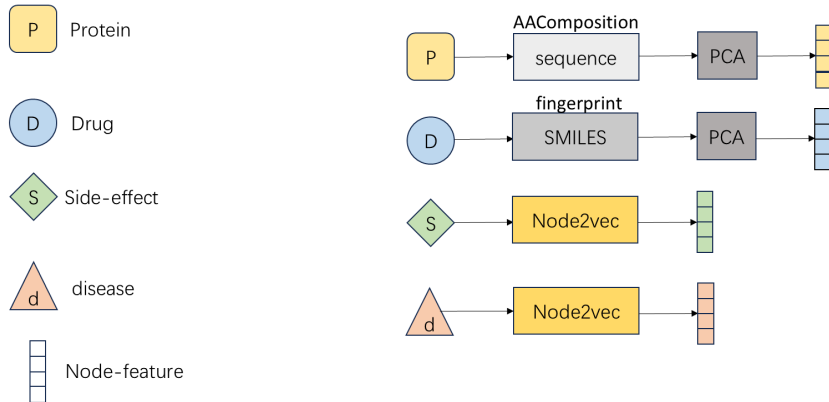 P Protein
D Drug
S Side-effect
d disease
Node-feature
AAComposition
P sequence PCA
fingerprint
D SMILES PCA
S Node2vec
d Node2vec